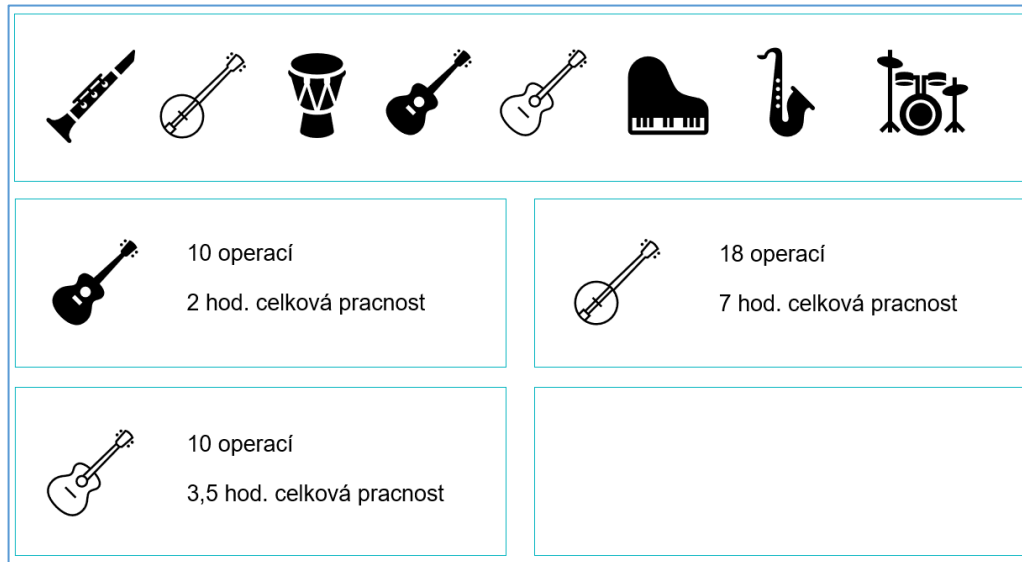 10 operací
2 hod. celková pracnost
18 operací
7 hod. celková pracnost
10 operací
3,5 hod. celková pracnost